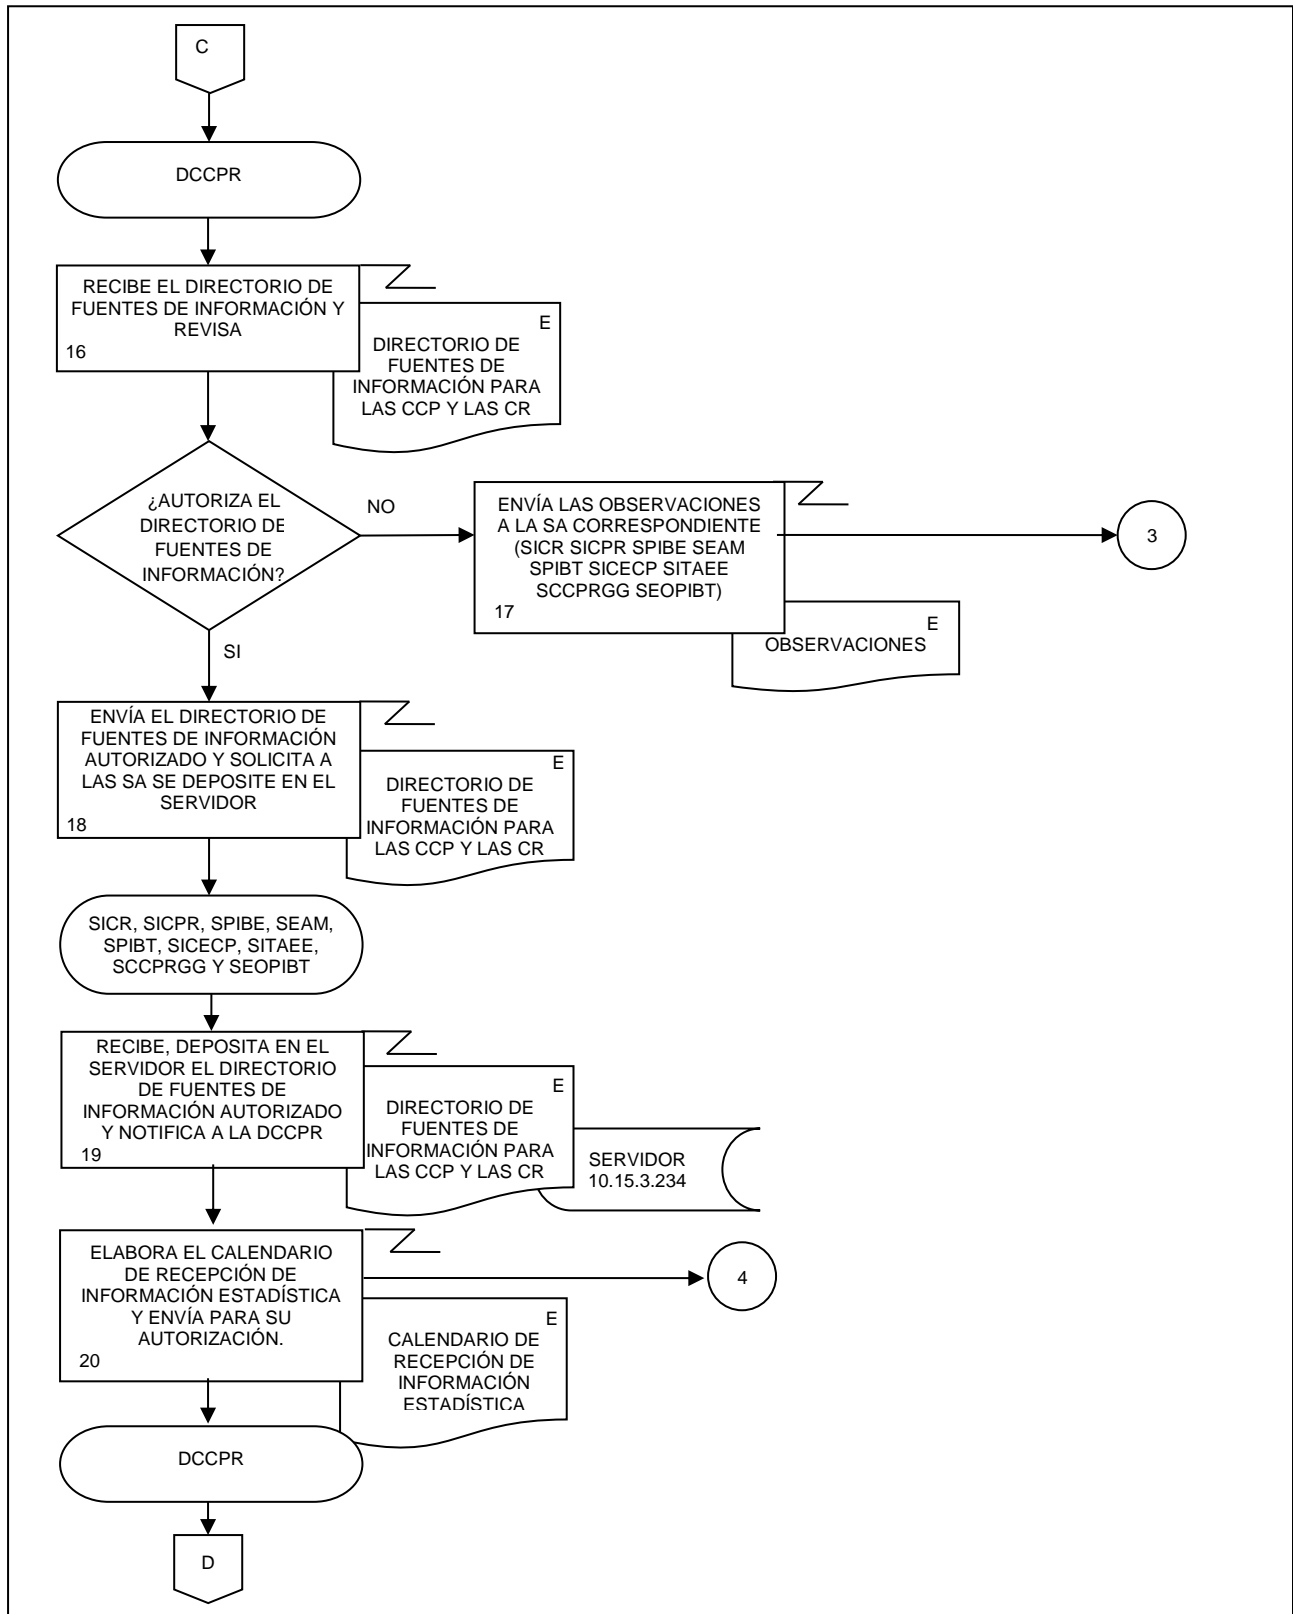 C
DCCPR
RECIBE EL DIRECTORIO DE
FUENTES DE INFORMACIÓN Y
REVISA
16
E
DIRECTORIO DE
FUENTES DE
INFORMACIÓN PARA
LAS CCP Y LAS CR
¿AUTORIZA EL
DIRECTORIO DE
FUENTES DE
INFORMACIÓN?
NO
ENVÍA LAS OBSERVACIONES
A LA SA CORRESPONDIENTE
(SICR SICPR SPIBE SEAM
SPIBT SICECP SITAEE
SCCPRGG SEOPIBT)
17
3
E
OBSERVACIONES
SI
ENVÍA EL DIRECTORIO DE
FUENTES DE INFORMACIÓN
AUTORIZADO Y SOLICITA A
LAS SA SE DEPOSITE EN EL
SERVIDOR
18
E
DIRECTORIO DE
FUENTES DE
INFORMACIÓN PARA
LAS CCP Y LAS CR
SICR, SICPR, SPIBE, SEAM,
SPIBT, SICECP, SITAEE,
SCCPRGG Y SEOPIBT
RECIBE, DEPOSITA EN EL
SERVIDOR EL DIRECTORIO
DE FUENTES DE
INFORMACIÓN AUTORIZADO
Y NOTIFICA A LA DCCPR
19
E
DIRECTORIO DE
FUENTES DE
INFORMACIÓN PARA
LAS CCP Y LAS CR
SERVIDOR
10.15.3.234
ELABORA EL CALENDARIO
DE RECEPCIÓN DE
INFORMACIÓN ESTADÍSTICA
Y ENVÍA PARA SU
AUTORIZACIÓN.
20
4
E
CALENDARIO DE
RECEPCIÓN DE
INFORMACIÓN
ESTADÍSTICA
DCCPR
D